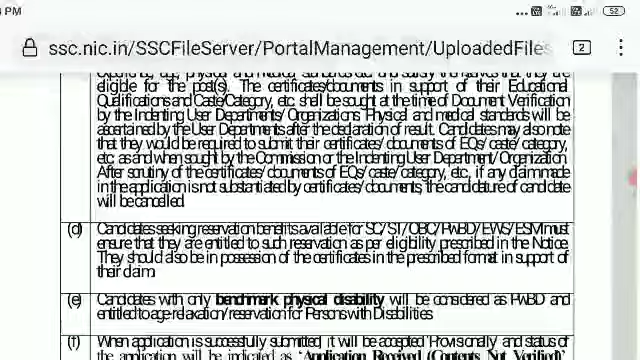 PM
52
ssc.nic.in/SSCFileServer/PortalManagement/UploadedFiles
2
eligible for the post(s). The certificates/documents in support of their Educational
Qualifications and Caste/Category, etc. shall be sought at the time of Document Verification
by the Indenting User Departments/ Organizations. Physical and medical standards will be
ascertained by the User Departments after the declaration of result. Candidates may also note
that they would be required to submit their certificates/documents of EQs/caste/category,
etc; as and when sought by the Commission or the Indenting User Department/Organization.
After scrutiny of the certificates/documents of EQs/caste/category, etc., if any claim made
in the application is not substantiated by certificates/documents, the candidature of candidate
will be cancelled.
(d) Candidates seeking reservation benefits available for SC/ST/OBC/PwBD/EWS/ESM must
ensure that they are entitled to such reservation as per eligibility prescribed in the Notice.
They should also be in possession of the certificates in the prescribed format in support of
their claim.
(e) Candidates with only benchmark physical disability will be considered as PwBD and
entitled to age-relaxation/reservation for Persons with Disabilities.
(f) When application is successfully submitted, it will be accepted 'Provisionally' and status of
the application will be indicated as 'Application Received (Contents Not Verified)'